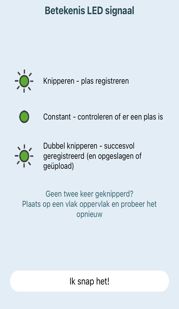 Betekenis LED signaal
Knipperen - plas registreren
Constant - controleren of er een plas is
Dubbel knipperen - succesvol
geregistreerd (en opgeslagen of
geüpload)
Geen twee keer geknipperd?
Plaats op een vlak oppervlak en probeer het
opnieuw
Ik snap het!